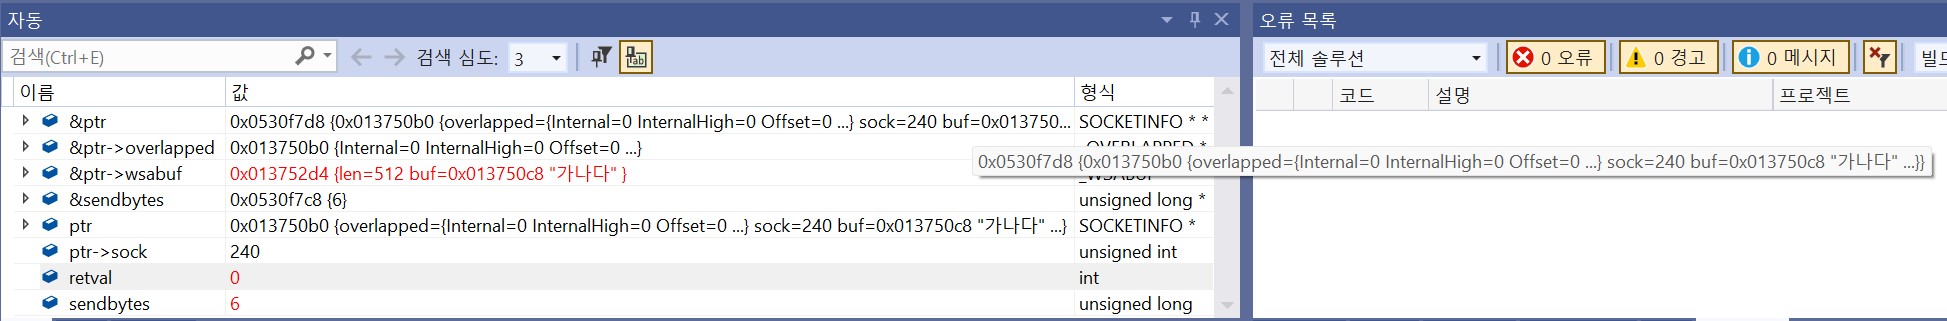 자동
검색(Ctrl+E)
검색 심도: 3
이름 값 형식
&ptr 0x0530f7d8 {0x013750b0 {overlapped={Internal=0 InternalHigh=0 Offset=0 ...} sock=240 buf=0x013750... SOCKETINFO * *
&ptr->overlapped 0x013750b0 {Internal=0 InternalHigh=0 Offset=0 ...} _OVERLAPPED *
&ptr->wsabuf 0x013752d4 {len=512 buf=0x013750c8 "가나다" } _WSABUF
&sendbytes 0x0530f7c8 {6} unsigned long *
ptr 0x013750b0 {overlapped={Internal=0 InternalHigh=0 Offset=0 ...} sock=240 buf=0x013750c8 "가나다" ...} SOCKETINFO *
ptr->sock 240 unsigned int
retval 0 int
sendbytes 6 unsigned long
0x0530f7d8 {0x013750b0 {overlapped={Internal=0 InternalHigh=0 Offset=0 ...} sock=240 buf=0x013750c8 "가나다" ...}}
오류 목록
전체 솔루션 0 오류 0 경고 0 메시지
코드 설명 프로젝트